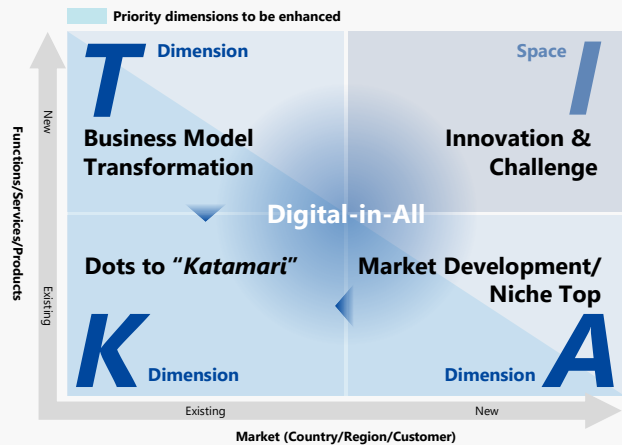 Priority dimensions to be enhanced
T Dimension
Space I
Business Model
Transformation
Innovation &
Challenge
Digital-in-All
Dots to “Katamari”
Market Development/
Niche Top
K Dimension
Dimension A
New
Existing
Functions/Services/Products
Existing
New
Market (Country/Region/Customer)